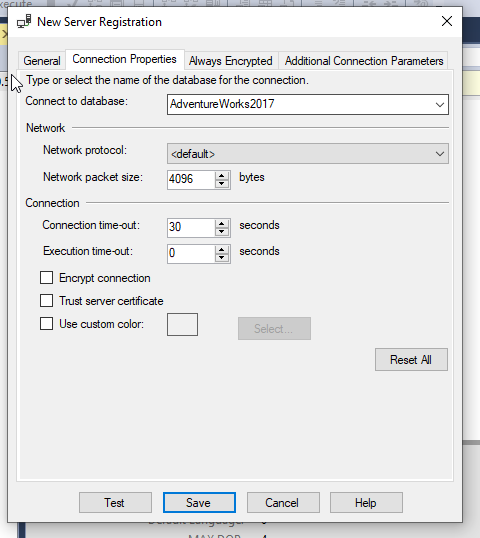 New Server Registration
General Connection Properties Always Encrypted Additional Connection Parameters
Type or select the name of the database for the connection.
Connect to database: AdventureWorks2017
Network
Network protocol: <default>
Network packet size: 4096 bytes
Connection
Connection time-out: 30 seconds
Execution time-out: 0 seconds
Encrypt connection
Trust server certificate
Use custom color: Select...
Reset All
Test Save Cancel Help